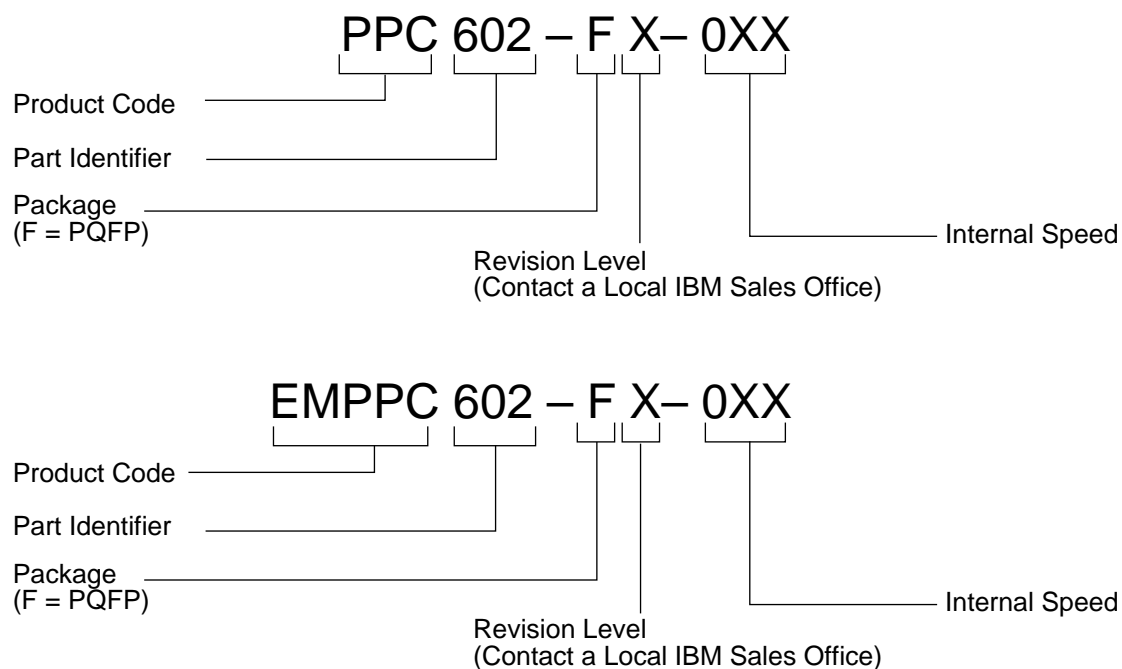 PPC 602 – F X– 0XX
Product Code
Part Identifier
Package
(F = PQFP)
Internal Speed
Revision Level
(Contact a Local IBM Sales Office)
EMPPC 602 – F X– 0XX
Product Code
Part Identifier
Package
(F = PQFP)
Internal Speed
Revision Level
(Contact a Local IBM Sales Office)